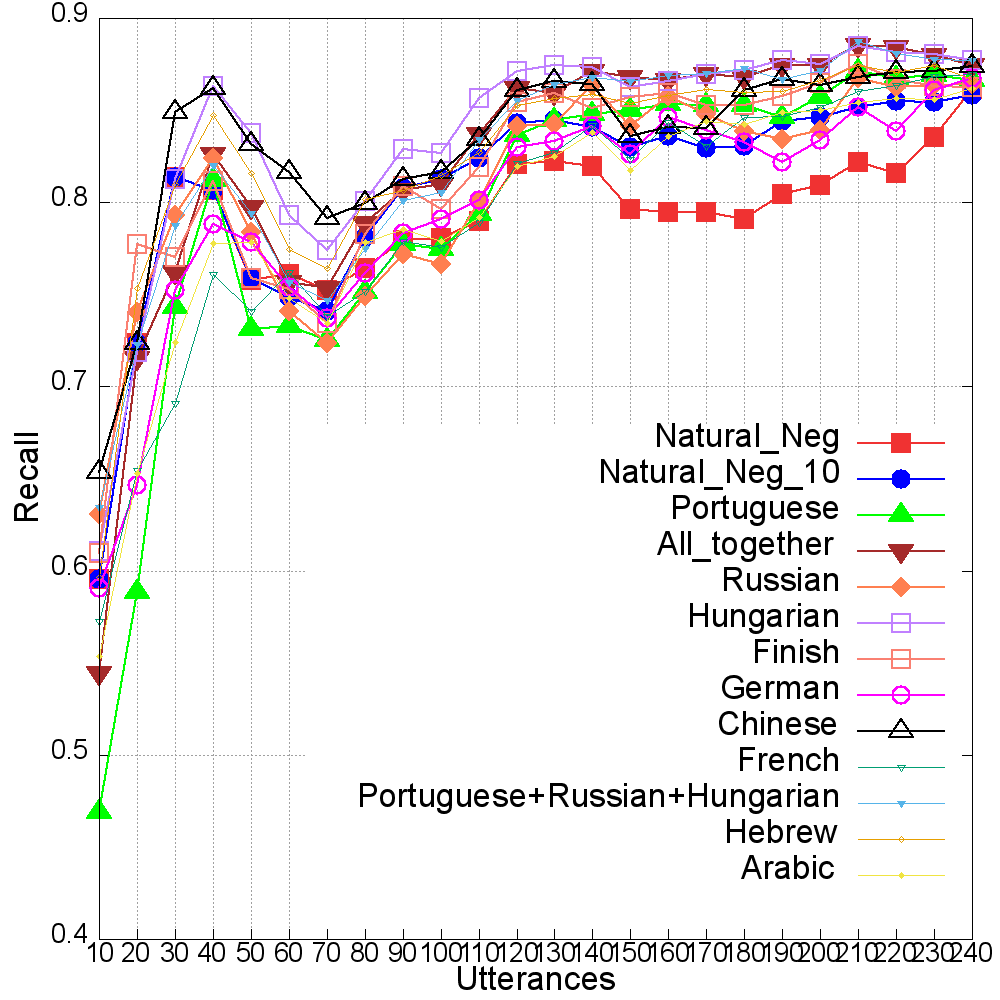 0.9
0.8
0.7
0.6
0.5
0.4
Recall
Natural_Neg
Natural_Neg_10
Portuguese
All_together
Russian
Hungarian
Finish
German
Chinese
French
Portuguese+Russian+Hungarian
Hebrew
Arabic
10 20 30 40 50 60 70 80 90 100 110 120 130 140 150 160 170 180 190 200 210 220 230 240
Utterances